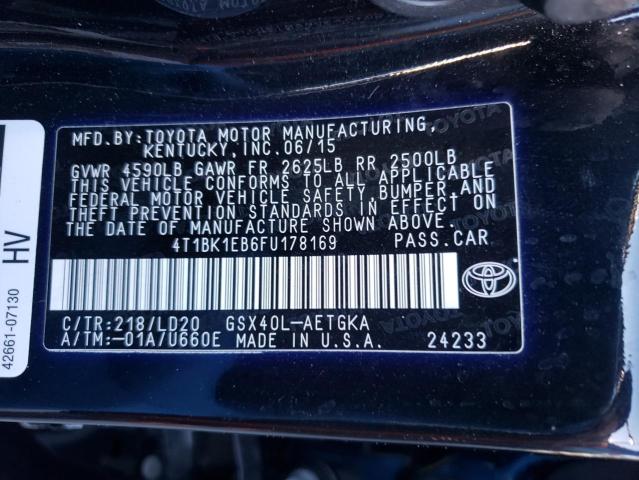 MFD.BY:TOYOTA MOTOR MANUFACTURING,
KENTUCKY,INC.06/15
GVWR 4590LB GAWR FR 2625LB RR 2500LB
THIS VEHICLE CONFORMS TO ALL APPLICABLE
FEDERAL MOTOR VEHICLE SAFETY,BUMPER,AND
THEFT PREVENTION STANDARDS IN EFFECT ON
THE DATE OF MANUFACTURE SHOWN ABOVE.
4T1BK1EB6FU178169 PASS.CAR
C/TR:218/LD20 GSX40L-AETGKA
A/TM:-01A/U660E MADE IN U.S.A. 24233
42661-07130 HV